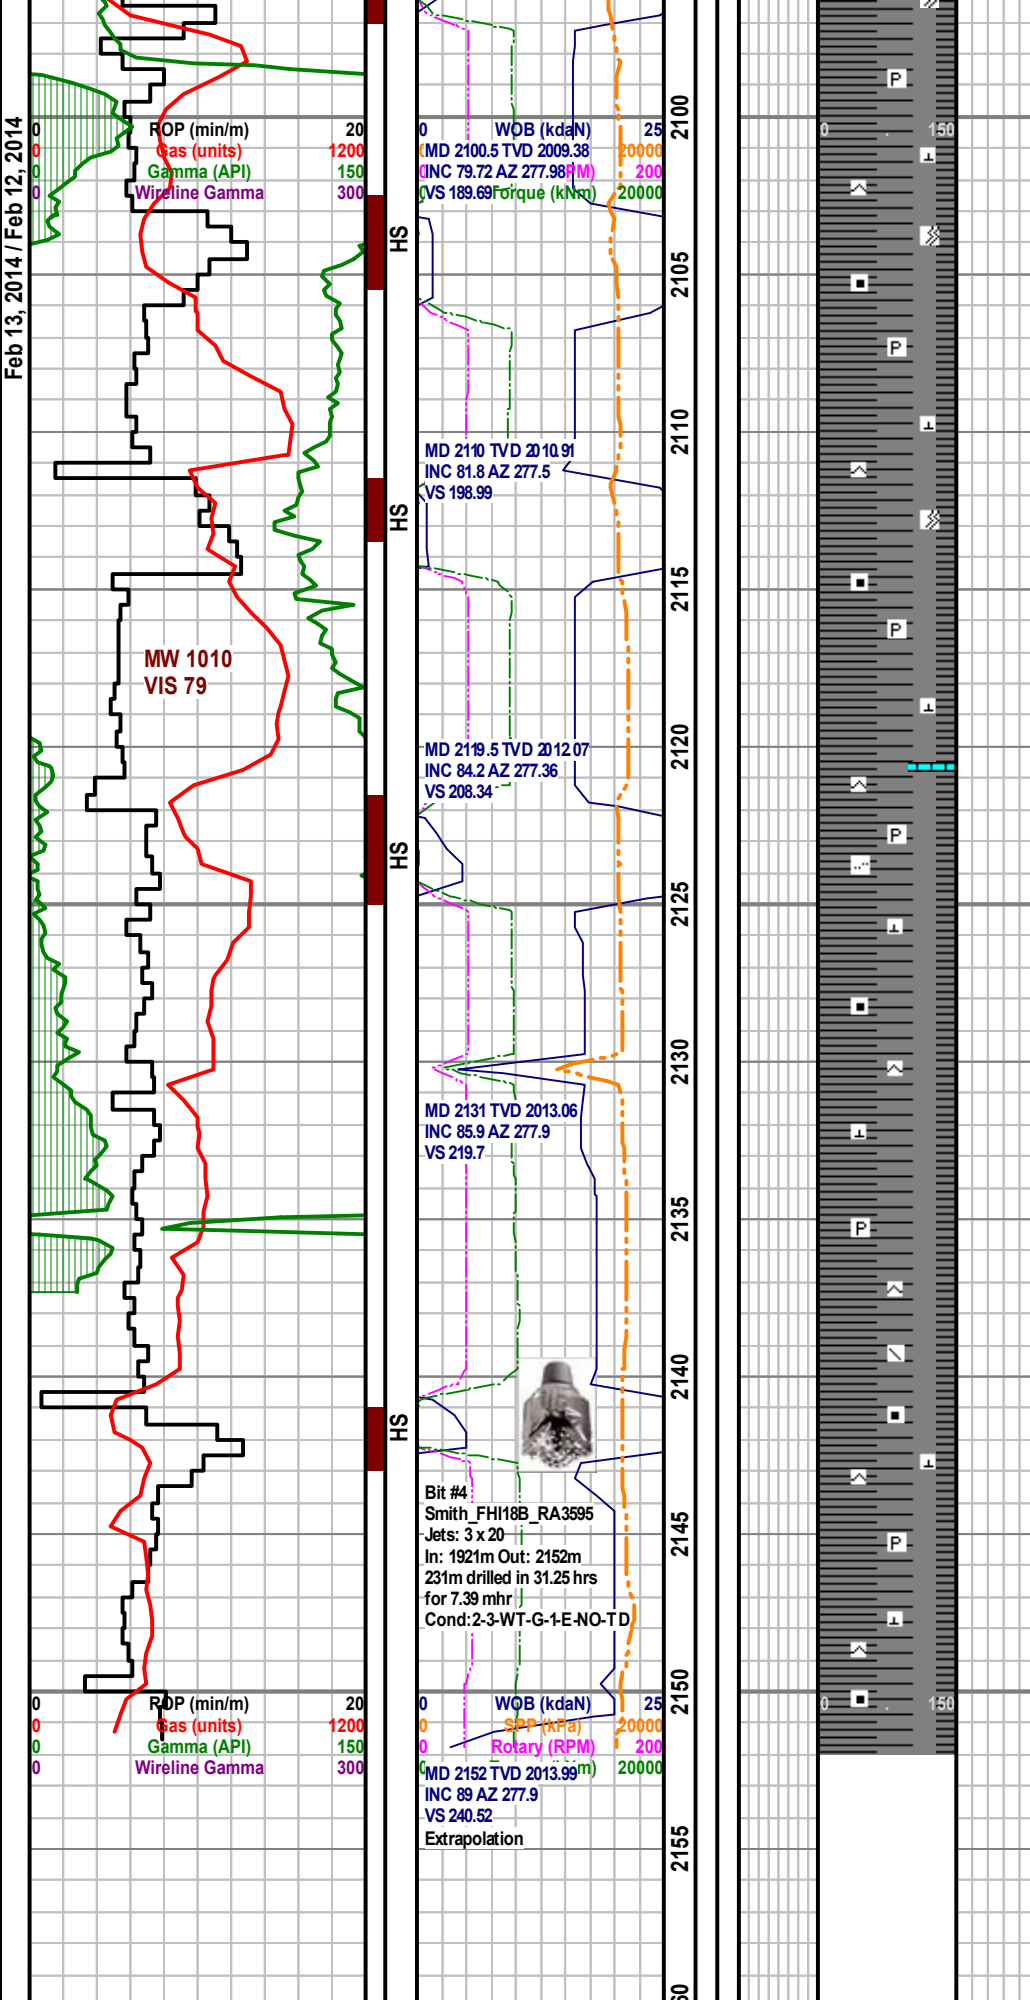 Feb 13, 2014 / Feb 12, 2014
0 ROP (min/m) 20
0 Gas (units) 1200
0 Gamma (API) 150
0 Wireline Gamma 300
0 WOB (kdaN) 25
MD 2100.5 TVD 2009.38 20000
INC 79.72 AZ 277.98 PM) 200
VS 189.69 Torque (kNm) 20000
2100
0 150
HS
2105
2110
MD 2110 TVD 2010.91
INC 81.8 AZ 277.5
VS 198.99
HS
2115
MW 1010
VIS 79
2120
MD 2119.5 TVD 2012.07
INC 84.2 AZ 277.36
VS 208.34
HS
2125
2130
MD 2131 TVD 2013.06
INC 85.9 AZ 277.9
VS 219.7
2135
2140
HS
Bit #4
Smith_FHI18B_RA3595
Jets: 3 x 20
In: 1921m Out: 2152m
231m drilled in 31.25 hrs
for 7.39 mhr
Cond:2-3-WT-G-1-E-NO-TD
2145
2150
0 ROP (min/m) 20
0 Gas (units) 1200
0 Gamma (API) 150
0 Wireline Gamma 300
0 WOB (kdaN) 25
0 SPP (kPa) 20000
0 Rotary (RPM) 200
20000
0 150
MD 2152 TVD 2013.99
INC 89 AZ 277.9
VS 240.52
Extrapolation
2155
P
P
P
P
P
P